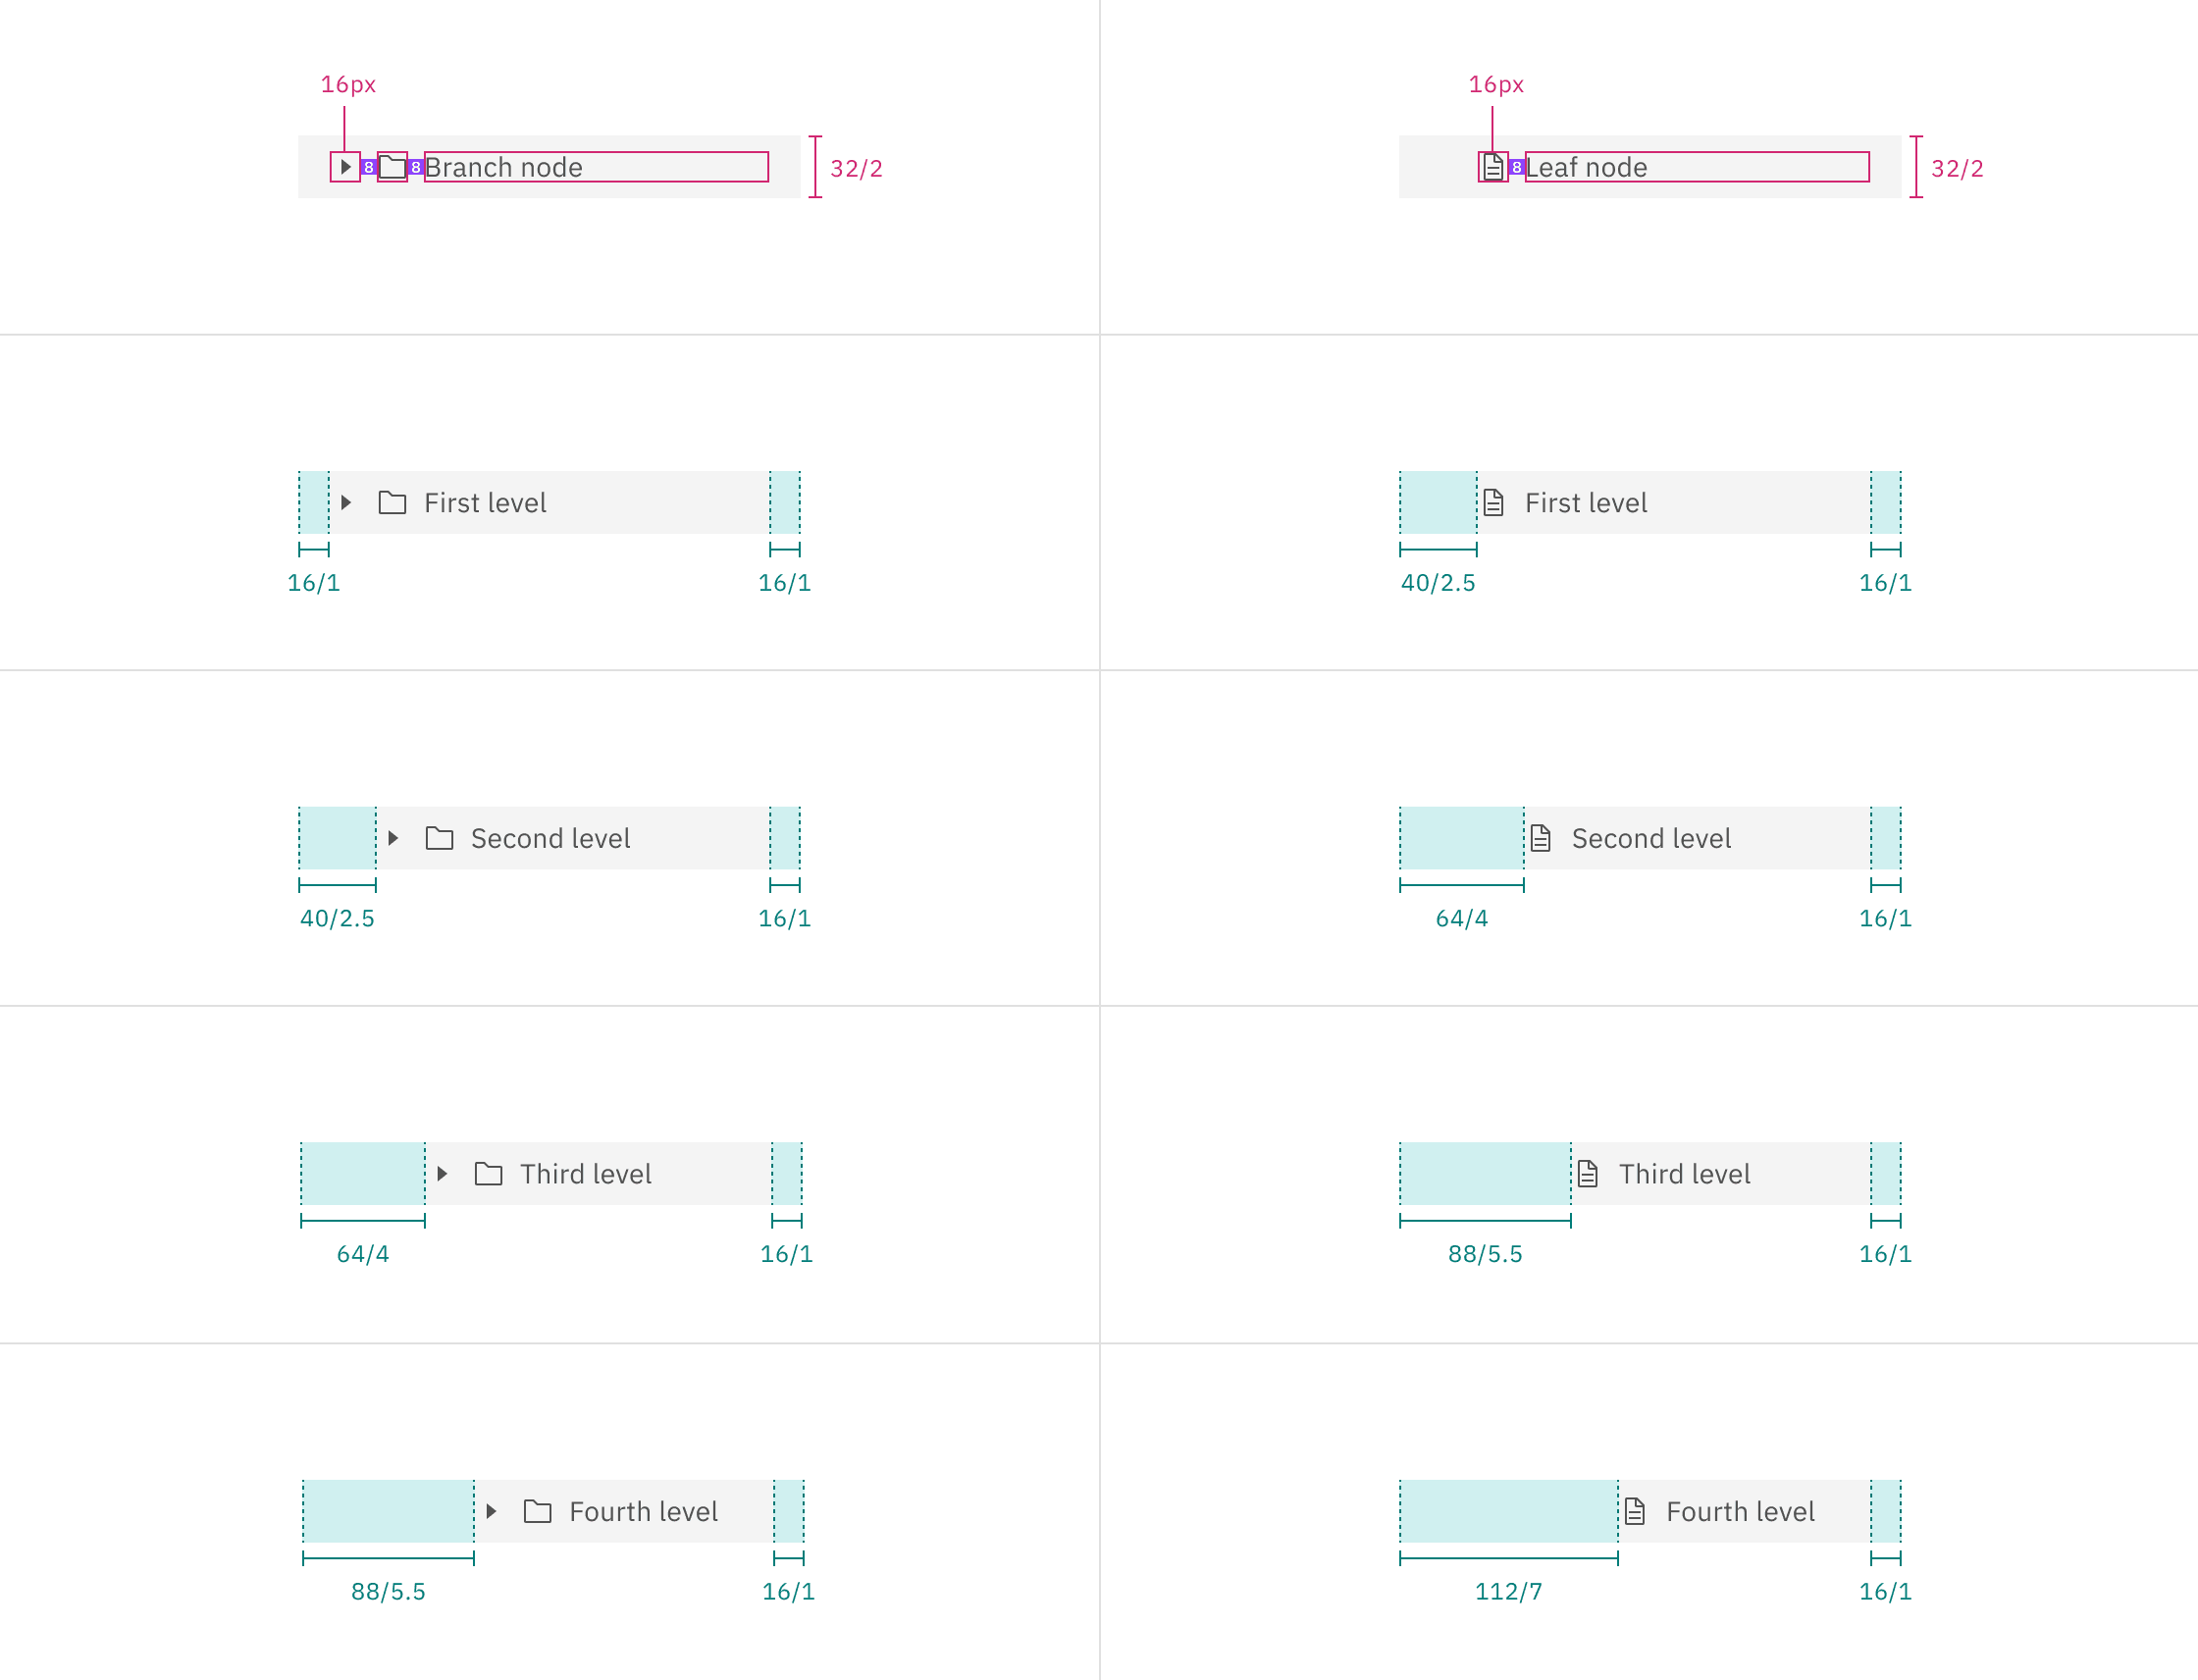 16px
8
8
Branch node
32/2
16px
8
Leaf node
32/2
First level
16/1
16/1
First level
40/2.5
16/1
Second level
40/2.5
16/1
Second level
64/4
16/1
Third level
64/4
16/1
Third level
88/5.5
16/1
Fourth level
88/5.5
16/1
Fourth level
112/7
16/1